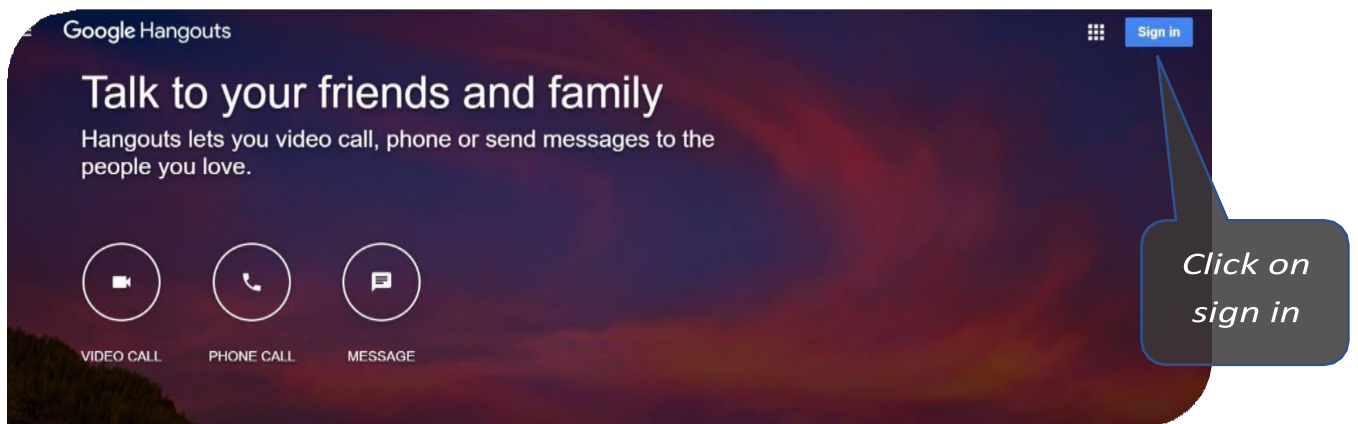 Google Hangouts
Sign in
Talk to your friends and family
Hangouts lets you video call, phone or send messages to the
people you love.
VIDEO CALL
PHONE CALL
MESSAGE
Click on
sign in